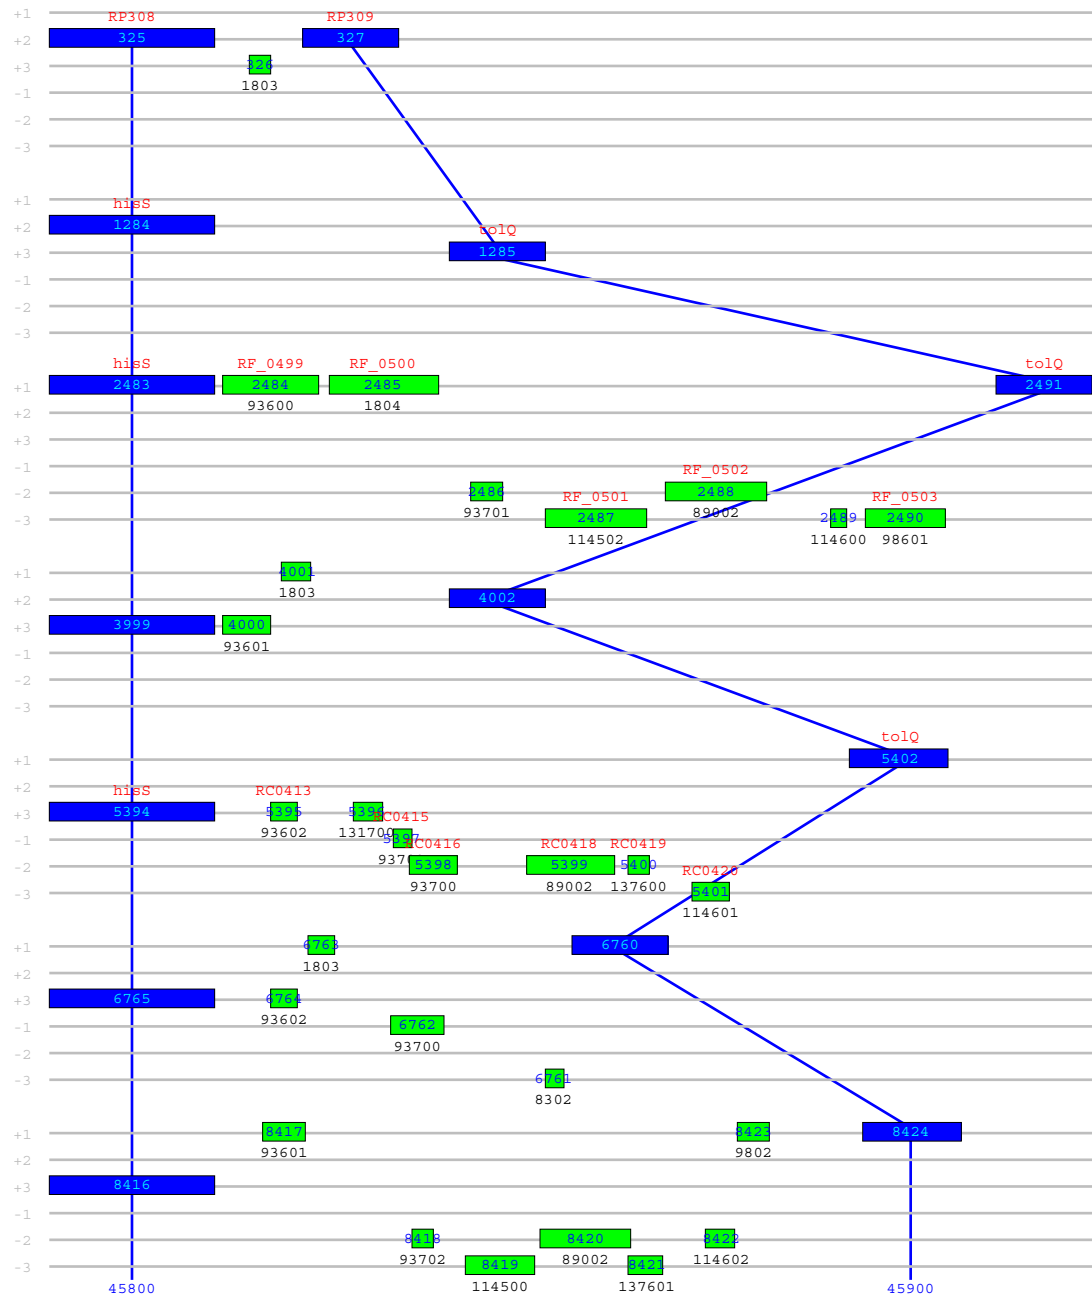 +1
RP308 RP309
+2 325 327
+3 326
1803
-1
-2
-3
+1
hisS
+2 1284
tolQ
+3 1285
-1
-2
-3
hisS RF_0499 RF_0500 tolQ
+1 2483 2484 2485 2491
93600 1804
+2
+3
-1
RF_0502
-2 2486 2488
93701 RF_0501 89002 RF_0503
-3 2487 2489 2490
114502 114600 98601
+1 4001
1803
+2 4002
+3 3999 4000
93601
-1
-2
-3
tolQ
+1 5402
+2
hisS RC0413
+3 5394 5395 5396
93602 131700 RC0415
-1 5397
RC0416 RC0418 RC0419
-2 5398 5399 5400
93700 89002 137600 RC0420
-3 5401
114601
+1 6763 6760
1803
+2
+3 6765 6764
93602
-1 6762
93700
-2
-3 6761
8302
+1 8417 8423 8424
93601 9802
+2
+3 8416
-1
-2 8418 8420 8422
93702 89002 114602
-3 8419 8421
114500 137601
45800 45900